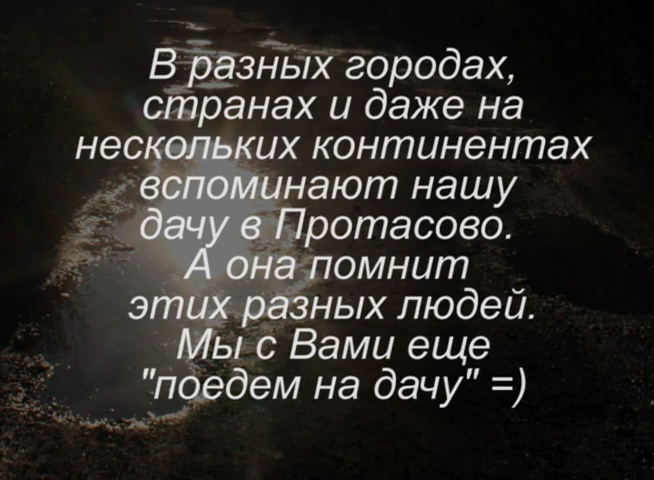 В разных городах,
странах и даже на
нескольких континентах
вспоминают нашу
дачу в Протасово.
А она помнит
этих разных людей.
Мы с Вами еще
"поедем на дачу" =)